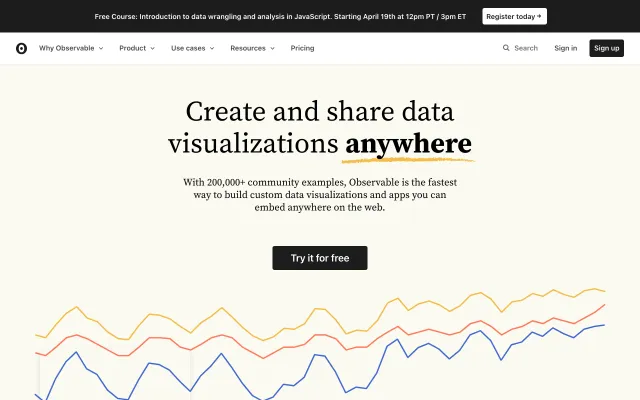 Free Course: Introduction to data wrangling and analysis in JavaScript. Starting April 19th at 12pm PT / 3pm ET
Register today
Why Observable
Product
Use cases
Resources
Pricing
Search
Sign in
Sign up
Create and share data
visualizations anywhere
With 200,000+ community examples, Observable is the fastest
way to build custom data visualizations and apps you can
embed anywhere on the web.
Try it for free